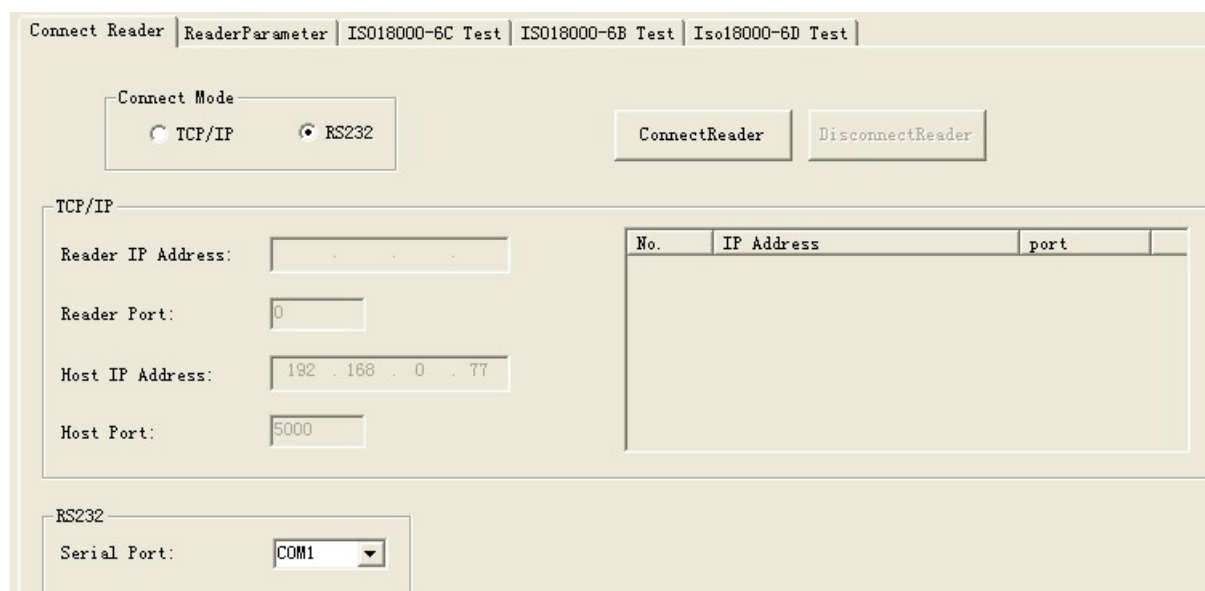 Connect Reader ReaderParameter ISO18000-6C Test ISO18000-6B Test Iso18000-6D Test
Connect Mode
TCP/IP RS232
ConnectReader DisconnectReader
TCP/IP
No. IP Address port
Reader IP Address: . . .
Reader Port: 0
Host IP Address: 192 . 168 . 0 . 77
Host Port: 5000
RS232
Serial Port: COM1